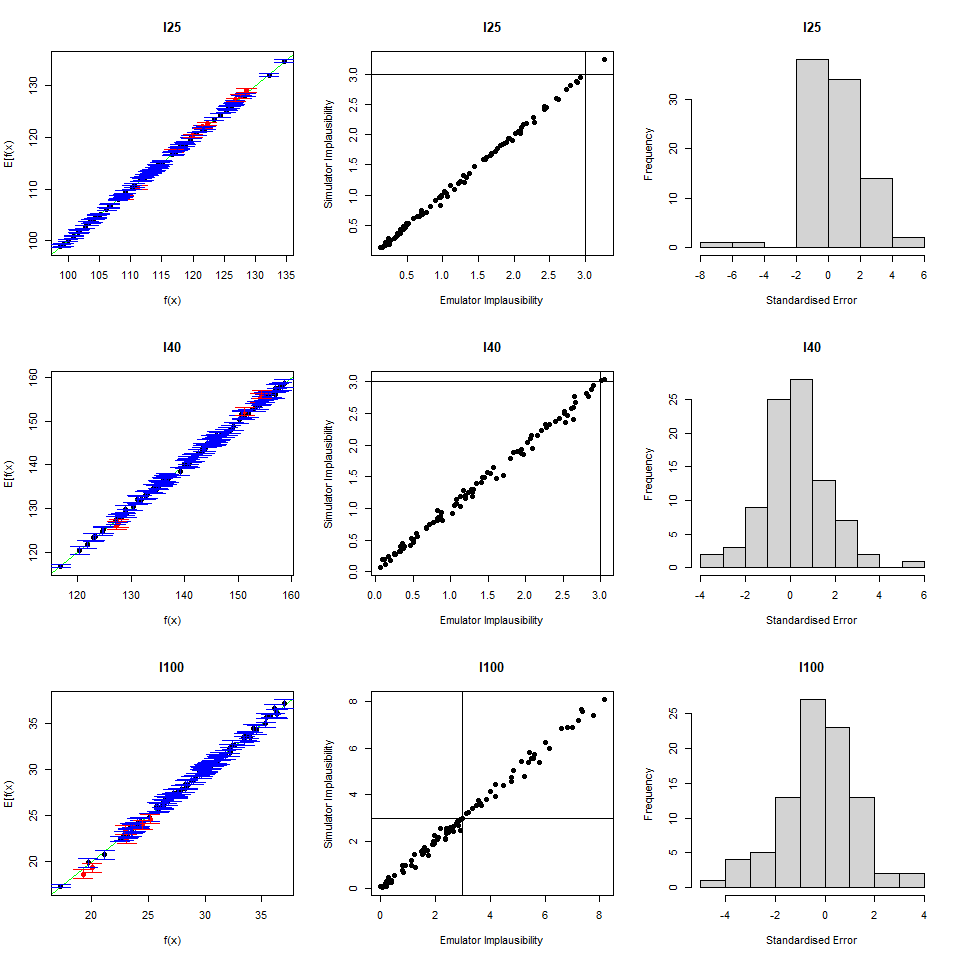 I25
I25
I25
E[f(x)
130
120
110
100
100 105 110 115 120 125 130 135
f(x)
Simulator Implausibility
3.0
2.5
2.0
1.5
1.0
0.5
0.5 1.0 1.5 2.0 2.5 3.0
Emulator Implausibility
Frequency
30
20
10
0
-8 -6 -4 -2 0 2 4 6
Standardised Error
I40
I40
I40
E[f(x)
160
150
140
130
120
120 130 140 150 160
f(x)
Simulator Implausibility
3.0
2.5
2.0
1.5
1.0
0.5
0.0
0.0 0.5 1.0 1.5 2.0 2.5 3.0
Emulator Implausibility
Frequency
25
20
15
10
5
0
-4 -2 0 2 4 6
Standardised Error
I100
I100
I100
E[f(x)
35
30
25
20
20 25 30 35
f(x)
Simulator Implausibility
8
6
4
2
0
0 2 4 6 8
Emulator Implausibility
Frequency
25
20
15
10
5
0
-4 -2 0 2 4
Standardised Error